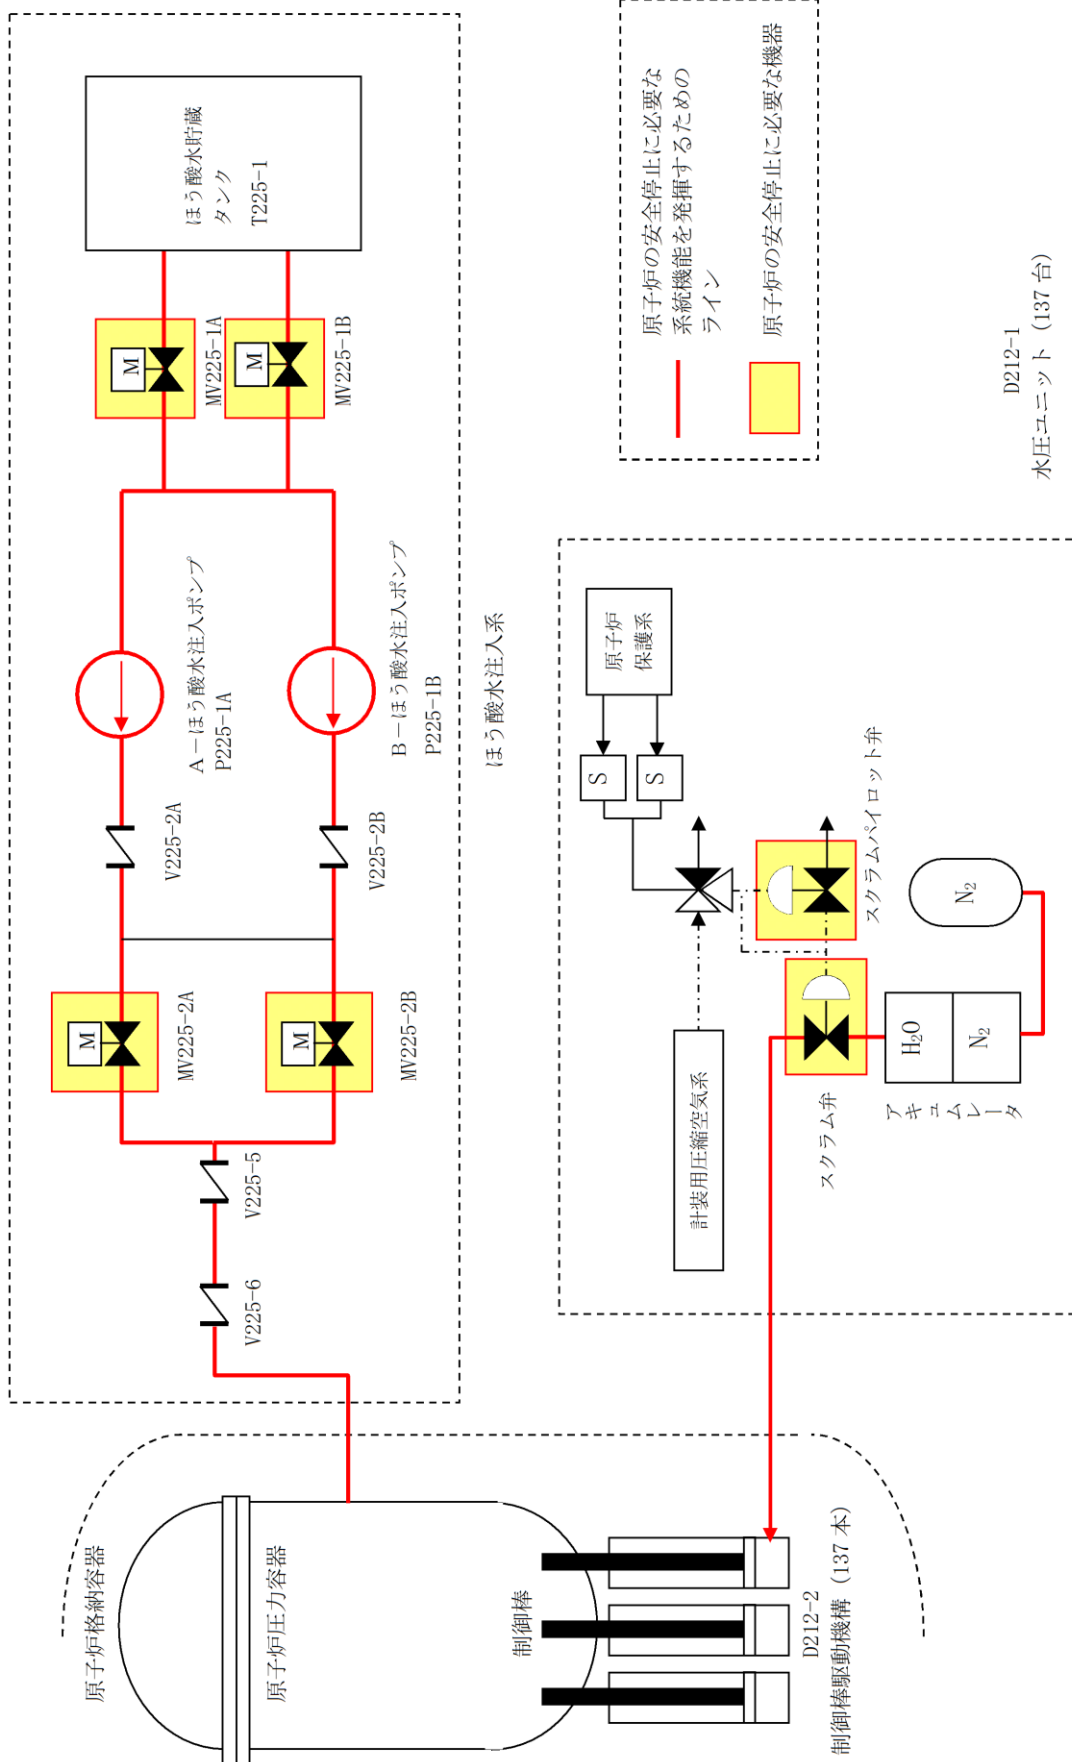 原子炉格納容器
原子炉圧力容器
制御棒
D212-2
制御棒駆動機構（137 本）
V225-6
V225-5
M
MV225-2A
M
MV225-2B
V225-2A
V225-2B
A－ほう酸水注入ポンプ
P225-1A
B－ほう酸水注入ポンプ
P225-1B
M
MV225-1A
M
MV225-1B
ほう酸水貯蔵
タンク
T225-1
ほう酸水注入系
計装用圧縮空気系
スクラム弁
アキュムレータ
H₂O
N₂
N₂
スクラムパイロット弁
S
S
原子炉
保護系
D212-1
水圧ユニット（137 台）
原子炉の安全停止に必要な
系統機能を発揮するための
ライン
原子炉の安全停止に必要な機器